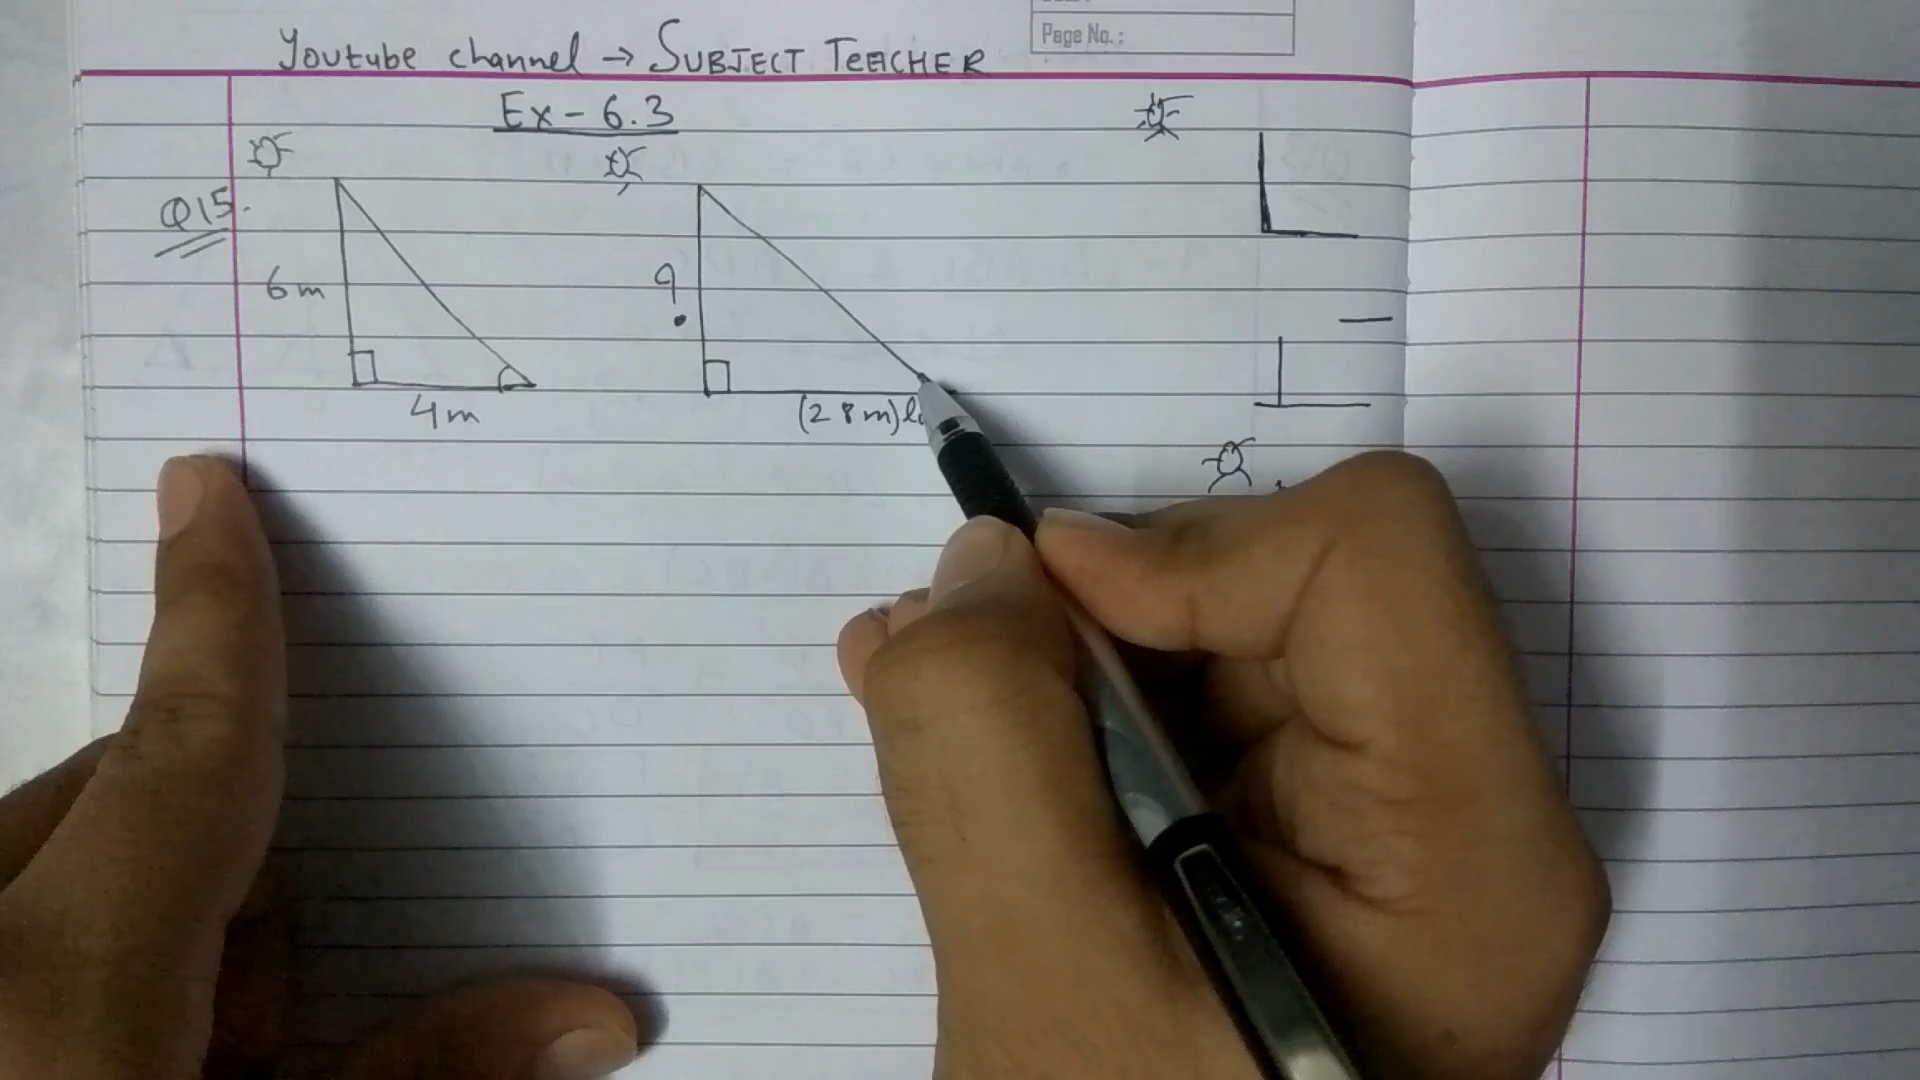 Page No.:
Youtube channel → SUBJECT TEACHER
Ex - 6.3
Q15.
6m
?
4m
(28m)